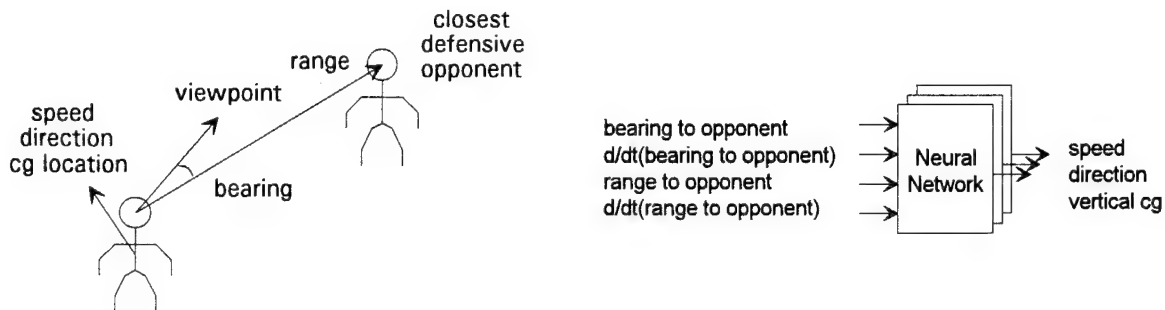 closest
defensive
opponent
range
viewpoint
speed
direction
cg location
bearing
bearing to opponent
d/dt(bearing to opponent)
range to opponent
d/dt(range to opponent)
Neural
Network
speed
direction
vertical cg